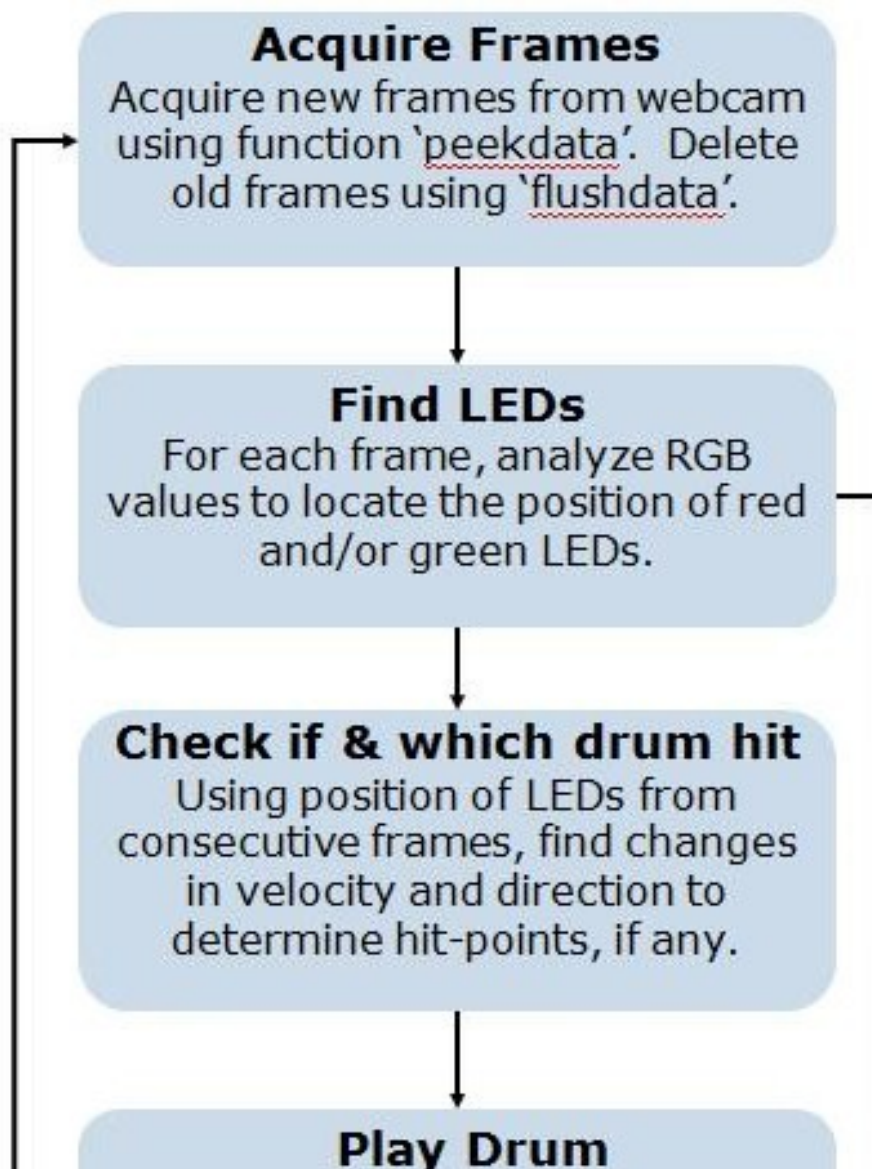 Acquire Frames
Acquire new frames from webcam
using function ‘peekdata’.  Delete
old frames using ‘flushdata’.
Find LEDs
For each frame, analyze RGB
values to locate the position of red
and/or green LEDs.
Check if & which drum hit
Using position of LEDs from
consecutive frames, find changes
in velocity and direction to
determine hit-points, if any.
Play Drum